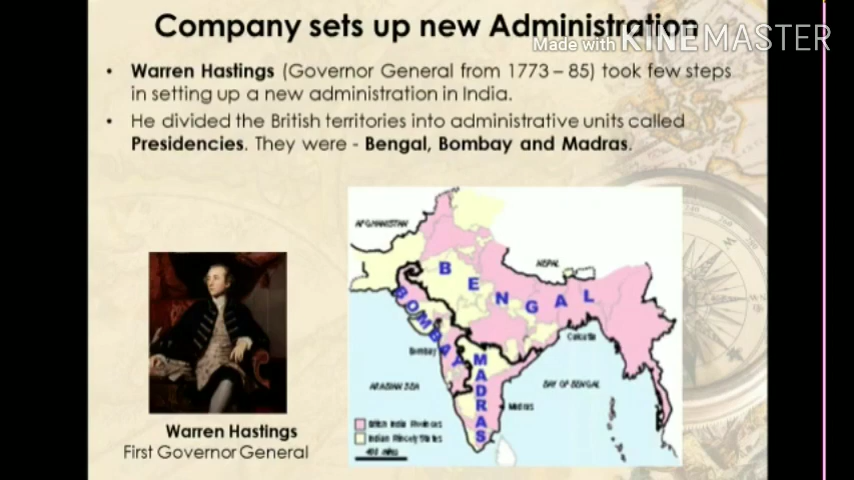 Company sets up new Administration
Made with KINEMASTER
• Warren Hastings (Governor General from 1773 – 85) took few steps
in setting up a new administration in India.
• He divided the British territories into administrative units called
Presidencies. They were - Bengal, Bombay and Madras.
AFGHANISTAN
NEPAL
BENGAL
BOMBAY
Calcutta
Bombay
MADRAS
ARABIAN SEA
BAY OF BENGAL
Madras
British India Provinces
Indian Princely States
400 miles
Warren Hastings
First Governor General